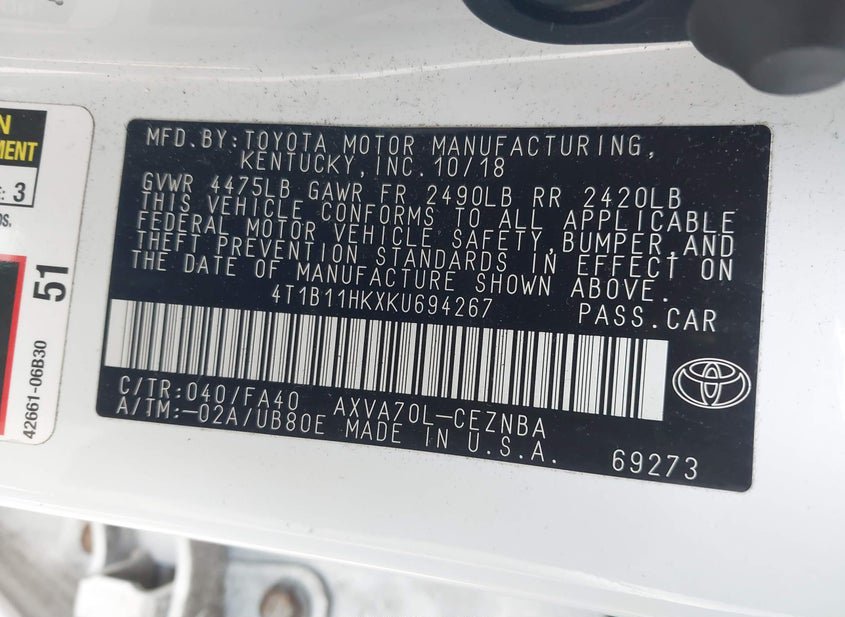 MFD.BY:TOYOTA MOTOR MANUFACTURING,
KENTUCKY, INC. 10/18
GVWR 4475LB GAWR FR 2490LB RR 2420LB
THIS VEHICLE CONFORMS TO ALL APPLICABLE
FEDERAL MOTOR VEHICLE SAFETY,BUMPER,AND
THEFT PREVENTION STANDARDS IN EFFECT ON
THE DATE OF MANUFACTURE SHOWN ABOVE.
4T1B11HKXKU694267 PASS.CAR
C/TR:040/FA40 AXVA70L-CEZNBA
A/TM:-02A/UB80E MADE IN U.S.A.
69273
3
51
42661-06B30